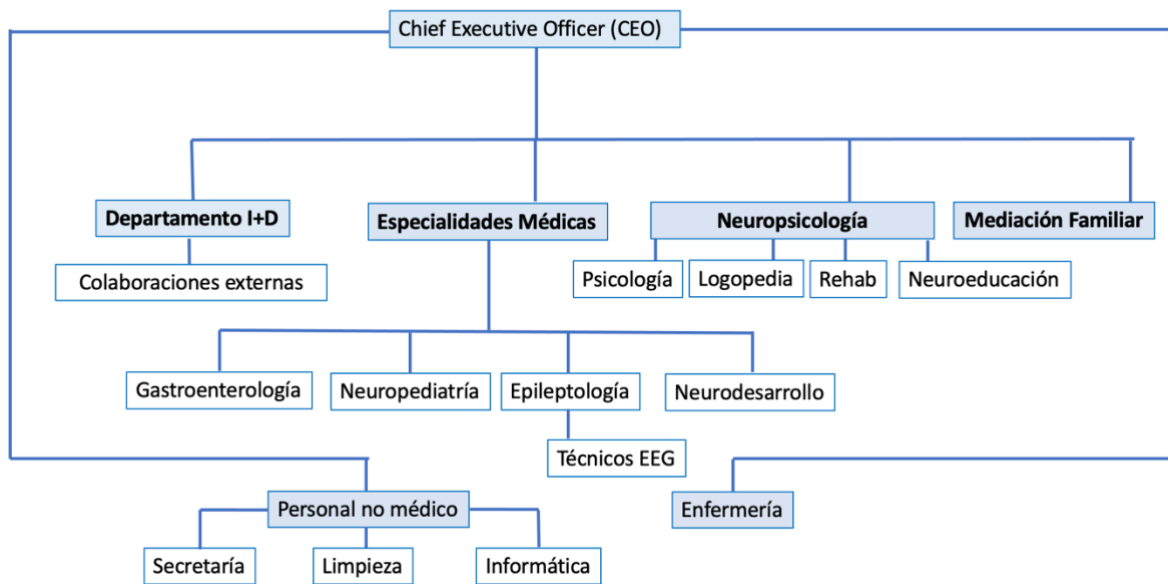 Chief Executive Officer (CEO)
Departamento I+D
Especialidades Médicas
Neuropsicología
Mediación Familiar
Colaboraciones externas
Psicología
Logopedia
Rehab
Neuroeducación
Gastroenterología
Neuropediatría
Epileptología
Neurodesarrollo
Técnicos EEG
Personal no médico
Enfermería
Secretaría
Limpieza
Informática